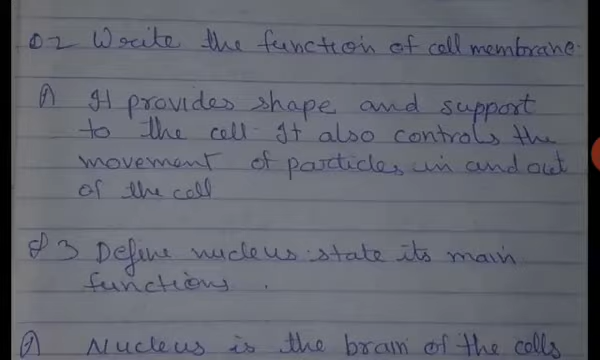 Q2 Write the function of cell membrane.
A) It provides shape and support
to the cell. It also controls the
movement of particles in and out
of the cell
Q3 Define nucleus. state its main
functions.
A) Nucleus is the brain of the cells